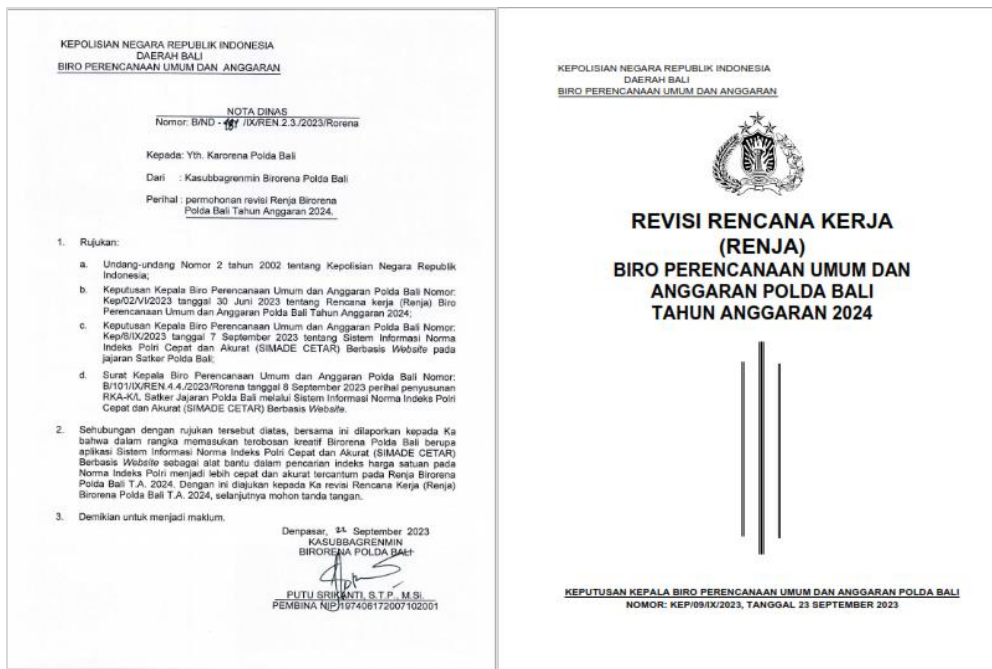 KEPOLISIAN NEGARA REPUBLIK INDONESIA
DAERAH BALI
BIRO PERENCANAAN UMUM DAN ANGGARAN
NOTA DINAS
Nomor: B/ND - /IX/REN.2.3./2023/Rorena
Kepada: Yth. Karorena Polda Bali
Dari : Kasubbagrenmin Birorena Polda Bali
Perihal : permohonan revisi Renja Birorena
Polda Bali Tahun Anggaran 2024.
1. Rujukan:
a. Undang-undang Nomor 2 tahun 2002 tentang Kepolisian Negara Republik
Indonesia;
b. Keputusan Kepala Biro Perencanaan Umum dan Anggaran Polda Bali Nomor:
Kep/02/VI/2023 tanggal 30 Juni 2023 tentang Rencana kerja (Renja) Biro
Perencanaan Umum dan Anggaran Polda Bali Tahun Anggaran 2024;
c. Keputusan Kepala Biro Perencanaan Umum dan Anggaran Polda Bali Nomor:
Kep/8/IX/2023 tanggal 7 September 2023 tentang Sistem Informasi Norma
Indeks Polri Cepat dan Akurat (SIMADE CETAR) Berbasis Website pada
jajaran Satker Polda Bali;
d. Surat Kepala Biro Perencanaan Umum dan Anggaran Polda Bali Nomor:
B/101/IX/REN.4.4./2023/Rorena tanggal 8 September 2023 perihal penyusunan
RKA-K/L Satker Jajaran Polda Bali melalui Sistem Informasi Norma Indeks Polri
Cepat dan Akurat (SIMADE CETAR) Berbasis Website.
2. Sehubungan dengan rujukan tersebut diatas, bersama ini dilaporkan kepada Ka
bahwa dalam rangka memasukan terobosan kreatif Birorena Polda Bali berupa
aplikasi Sistem Informasi Norma Indeks Polri Cepat dan Akurat (SIMADE CETAR)
Berbasis Website sebagai alat bantu dalam pencarian indeks harga satuan pada
Norma Indeks Polri menjadi lebih cepat dan akurat tercantum pada Renja Birorena
Polda Bali T.A. 2024. Dengan ini diajukan kepada Ka revisi Rencana Kerja (Renja)
Birorena Polda Bali T.A. 2024, selanjutnya mohon tanda tangan.
3. Demikian untuk menjadi maklum.
Denpasar, September 2023
KASUBBAGRENMIN
BIRORENA POLDA BALI
PUTU SRIKANTI, S.T.P., M.Si.
PEMBINA NIP 197406172007102001
KEPOLISIAN NEGARA REPUBLIK INDONESIA
DAERAH BALI
BIRO PERENCANAAN UMUM DAN ANGGARAN
REVISI RENCANA KERJA
(RENJA)
BIRO PERENCANAAN UMUM DAN
ANGGARAN POLDA BALI
TAHUN ANGGARAN 2024
KEPUTUSAN KEPALA BIRO PERENCANAAN UMUM DAN ANGGARAN POLDA BALI
NOMOR: KEP/09/IX/2023, TANGGAL 23 SEPTEMBER 2023